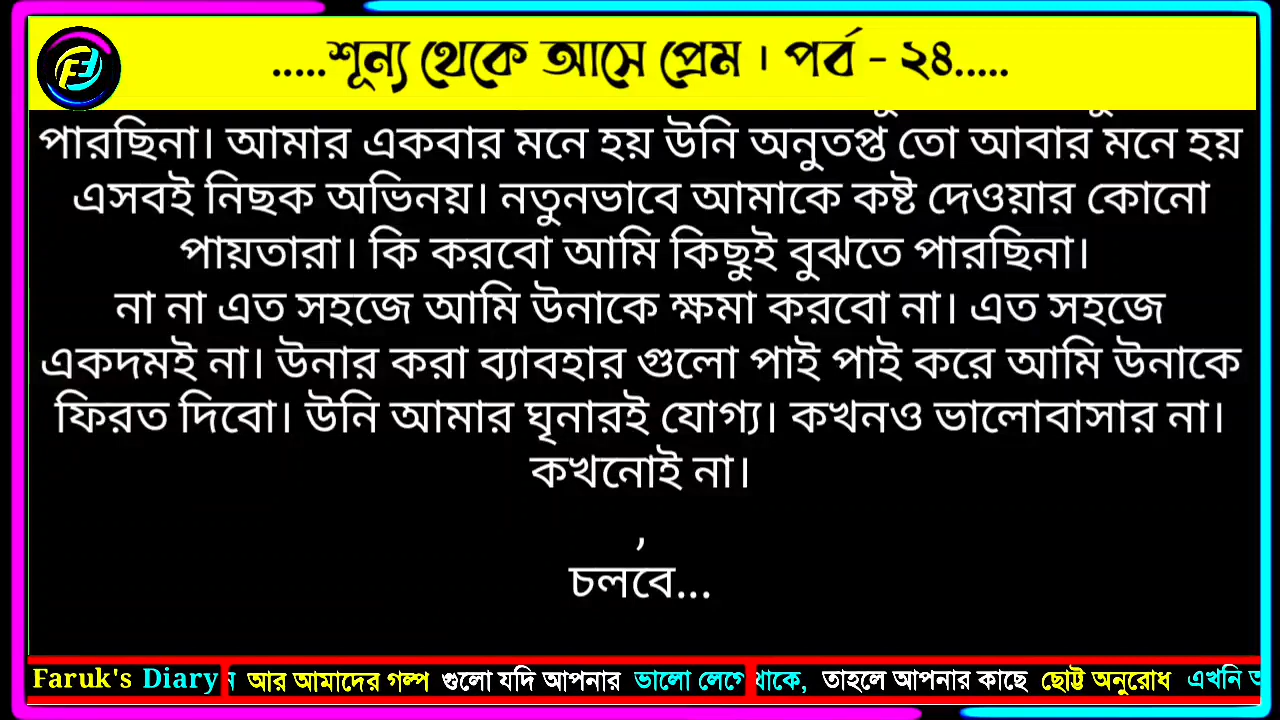 .....শূন্য থেকে আসে প্রেম । পর্ব - ২৪.....
পারছিনা। আমার একবার মনে হয় উনি অনুতপ্ত তো আবার মনে হয়
এসবই নিছক অভিনয়। নতুনভাবে আমাকে কষ্ট দেওয়ার কোনো
পায়তারা। কি করবো আমি কিছুই বুঝতে পারছিনা।
না না এত সহজে আমি উনাকে ক্ষমা করবো না। এত সহজে
একদমই না। উনার করা ব্যাবহার গুলো পাই পাই করে আমি উনাকে
ফিরত দিবো। উনি আমার ঘৃনারই যোগ্য। কখনও ভালোবাসার না।
কখনোই না।
,
চলবে...
Faruk's Diary আর আমাদের গল্প গুলো যদি আপনার ভালো লেগে থাকে, তাহলে আপনার কাছে ছোট্ট অনুরোধ এখনি